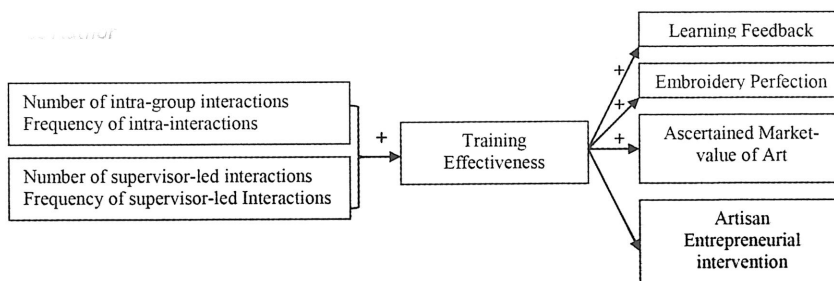 Author
Number of intra-group interactions
Frequency of intra-interactions
Number of supervisor-led interactions
Frequency of supervisor-led Interactions
+
Training
Effectiveness
+
Learning Feedback
+
Embroidery Perfection
+
Ascertained Market-
value of Art
Artisan
Entrepreneurial
intervention